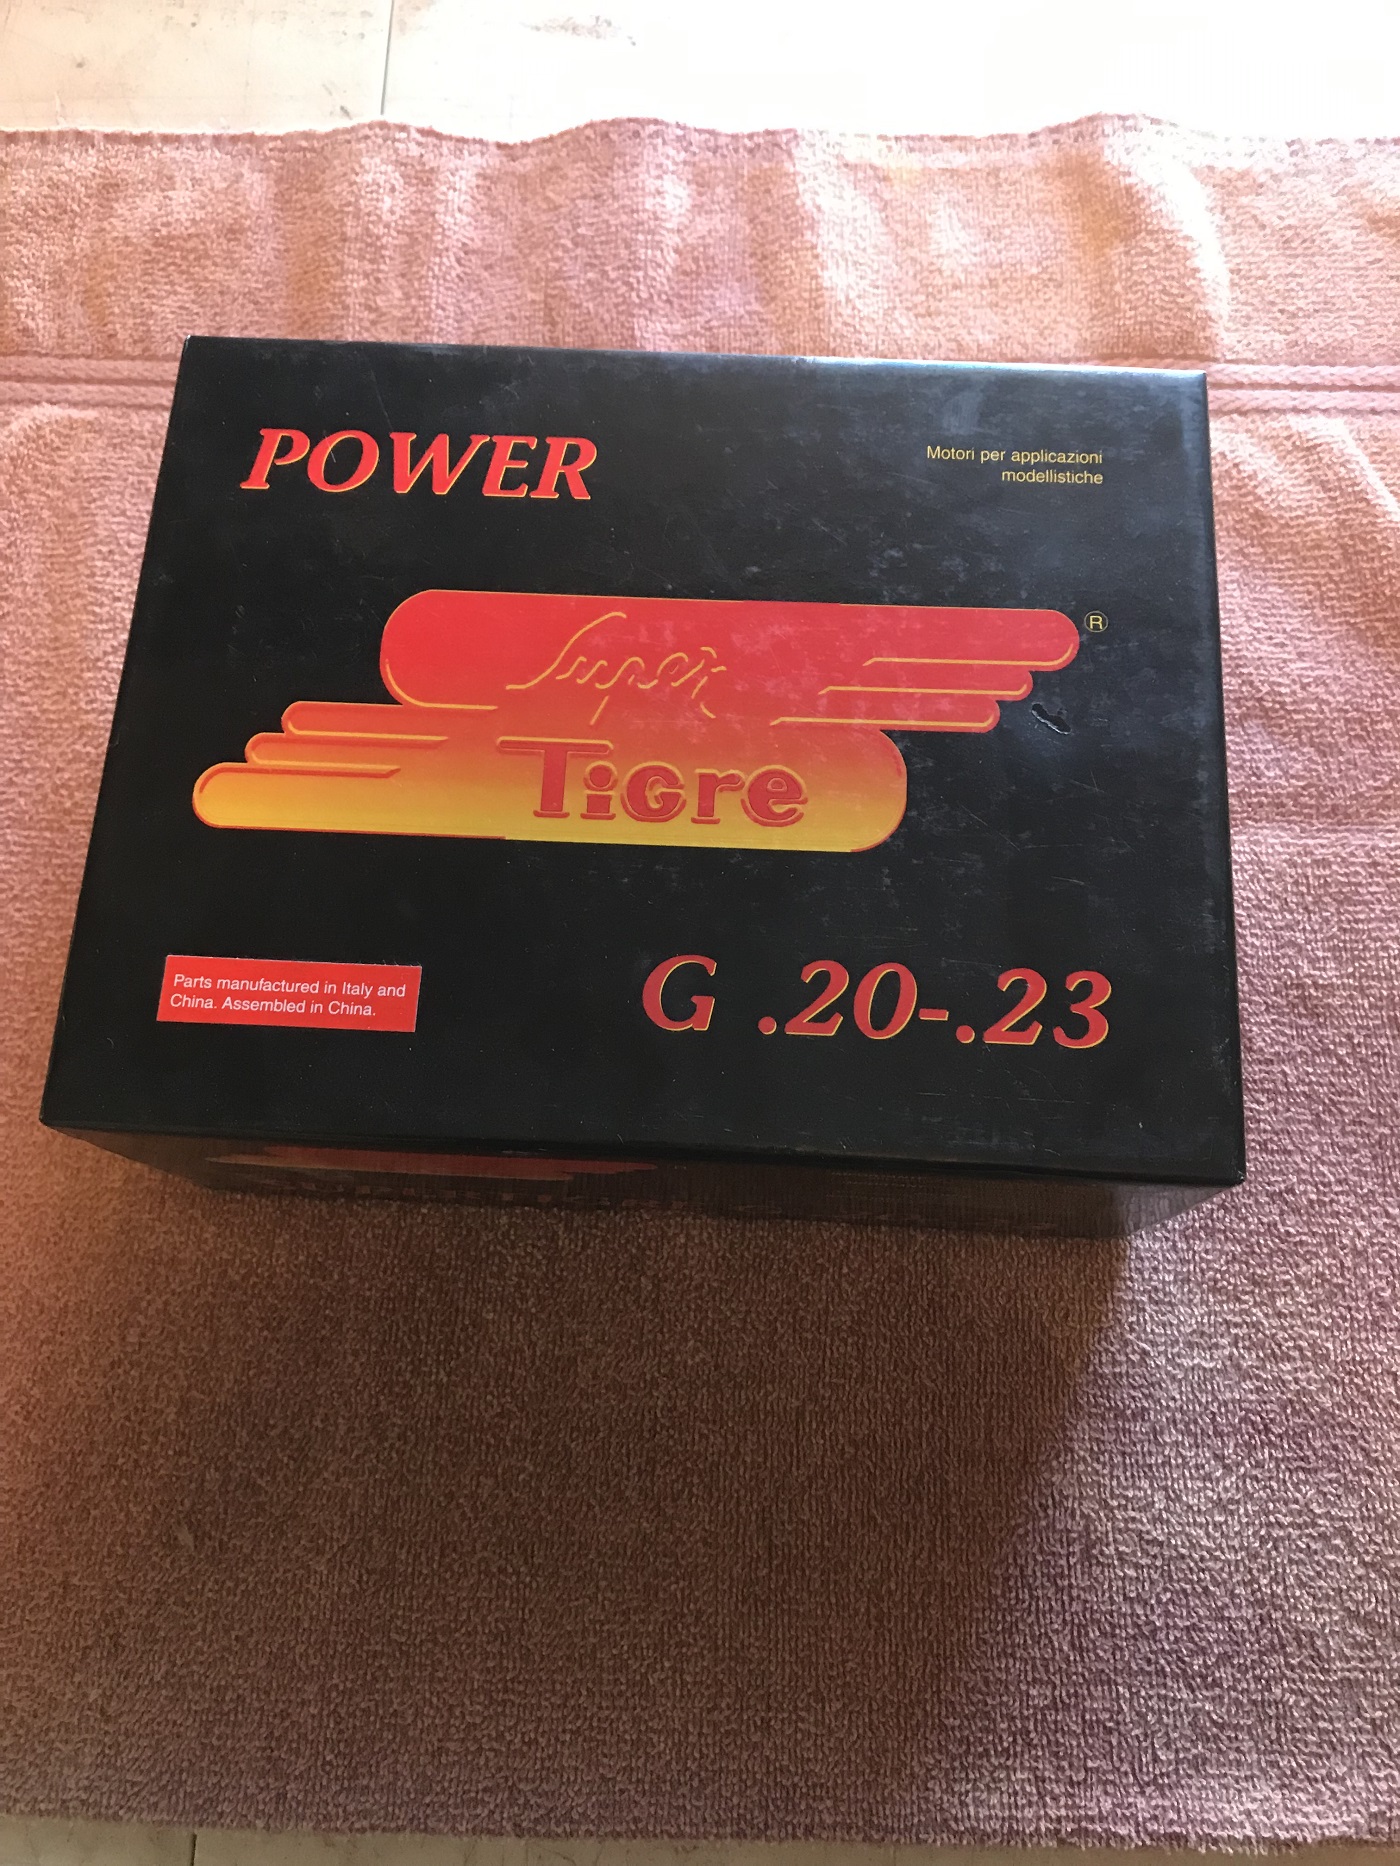 POWER
Motori per applicazioni
modellistiche
Super
®
TiGre
Parts manufactured in Italy and
China. Assembled in China.
G .20-.23